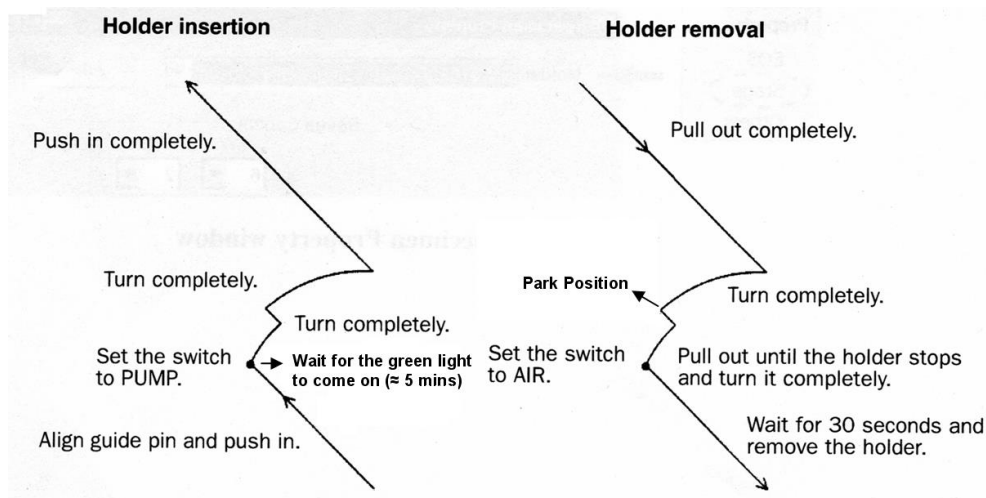 Holder insertion
Push in completely.
Turn completely.
Turn completely.
Set the switch
to PUMP.
Wait for the green light
to come on (≈ 5 mins)
Align guide pin and push in.
Holder removal
Pull out completely.
Park Position
Turn completely.
Set the switch
to AIR.
Pull out until the holder stops
and turn it completely.
Wait for 30 seconds and
remove the holder.